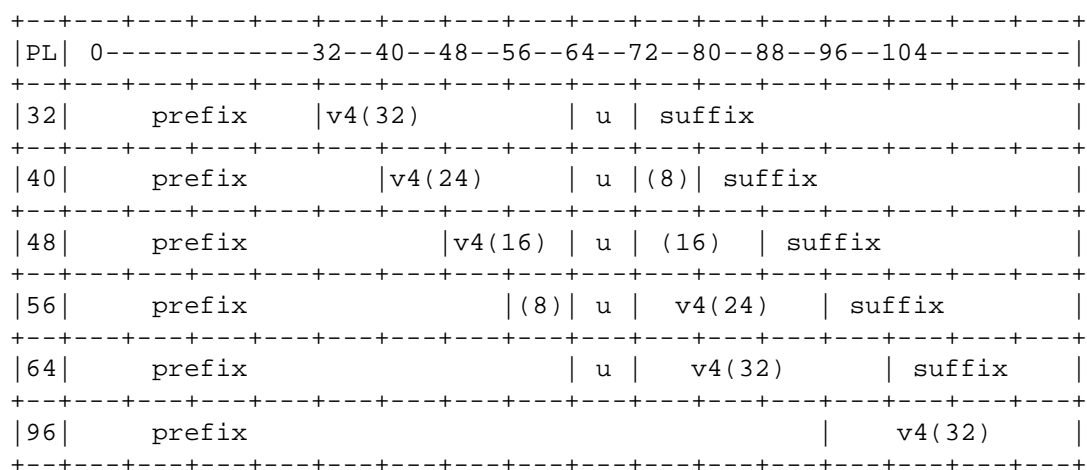 +--+---+---+---+---+---+---+---+---+---+---+---+---+---+---+---+---+
|PL| 0-------------32--40--48--56--64--72--80--88--96--104---------|
+--+---+---+---+---+---+---+---+---+---+---+---+---+---+---+---+---+
|32|     prefix    |v4(32)         | u | suffix                    |
+--+---+---+---+---+---+---+---+---+---+---+---+---+---+---+---+---+
|40|     prefix        |v4(24)     | u |(8)| suffix                |
+--+---+---+---+---+---+---+---+---+---+---+---+---+---+---+---+---+
|48|     prefix            |v4(16) | u | (16)  | suffix            |
+--+---+---+---+---+---+---+---+---+---+---+---+---+---+---+---+---+
|56|     prefix                |(8)| u |  v4(24)   | suffix        |
+--+---+---+---+---+---+---+---+---+---+---+---+---+---+---+---+---+
|64|     prefix                    | u |   v4(32)      | suffix    |
+--+---+---+---+---+---+---+---+---+---+---+---+---+---+---+---+---+
|96|     prefix                                    |    v4(32)     |
+--+---+---+---+---+---+---+---+---+---+---+---+---+---+---+---+---+